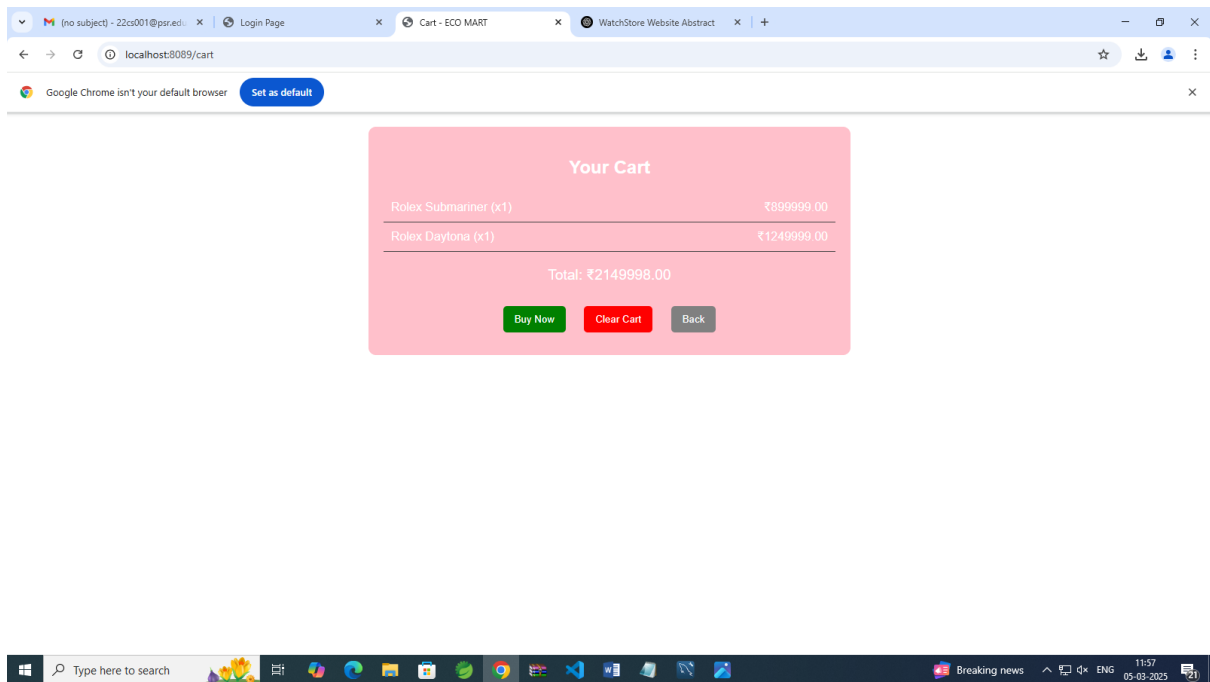 (no subject) - 22cs001@psr.edu
Login Page
Cart - ECO MART
WatchStore Website Abstract
localhost:8089/cart
Google Chrome isn't your default browser
Set as default
Your Cart
Rolex Submariner (x1) ₹899999.00
Rolex Daytona (x1) ₹1249999.00
Total: ₹2149998.00
Buy Now Clear Cart Back
Type here to search
Breaking news
ENG
11:57
05-03-2025
21